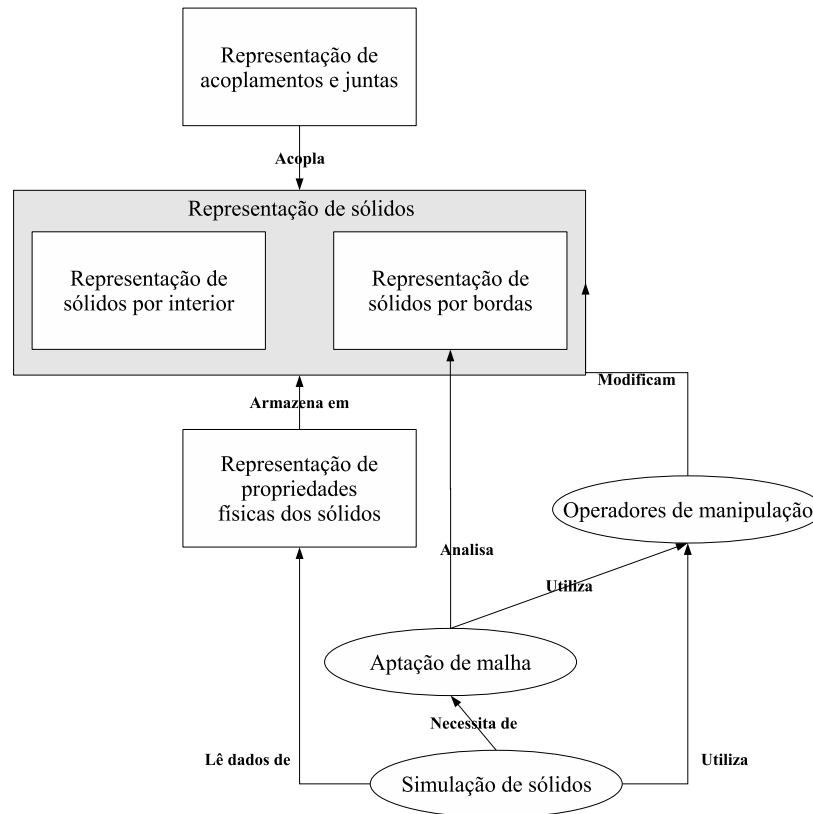 Representação de
acoplamentos e juntas
Acopla
Representação de sólidos
Representação de
sólidos por interior
Representação de
sólidos por bordas
Modificam
Armazena em
Representação de
propriedades
físicas dos sólidos
Operadores de manipulação
Analisa
Utiliza
Aptação de malha
Necessita de
Lê dados de
Simulação de sólidos
Utiliza